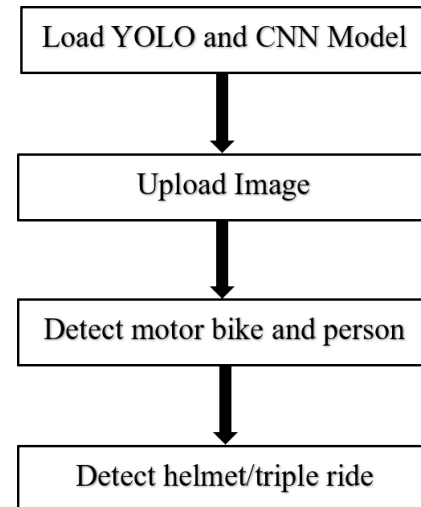 Load YOLO and CNN Model
Upload Image
Detect motor bike and person
Detect helmet/triple ride